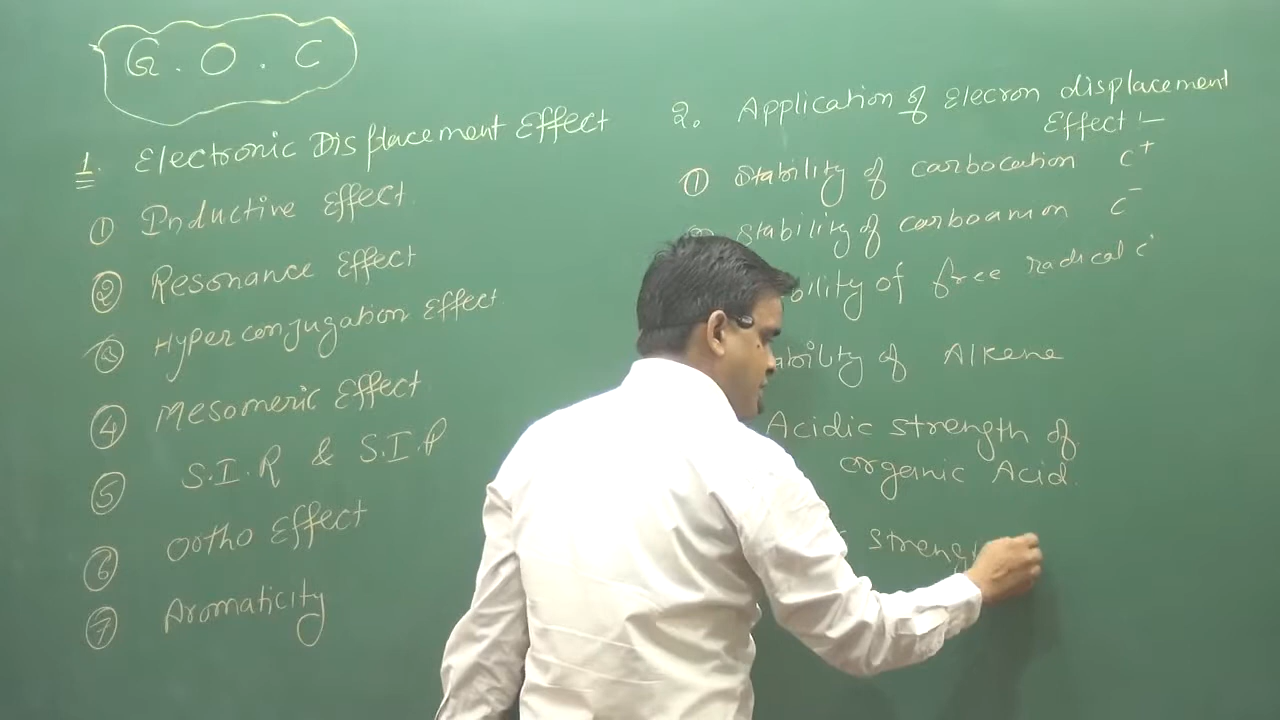 G.O.C
1. Electronic Displacement Effect
① Inductive Effect.
② Resonance Effect
③ Hyperconjugation Effect.
④ Mesomeric Effect
⑤ S.I.R & S.I.P
⑥ Ortho Effect
⑦ Aromaticity
2. Application of Elecron displacement
Effect :-
① Stability of carbocation C⁺
stability of carboanion C⁻
of free radical C˙
of Alkene
Acidic strength of
organic Acid.